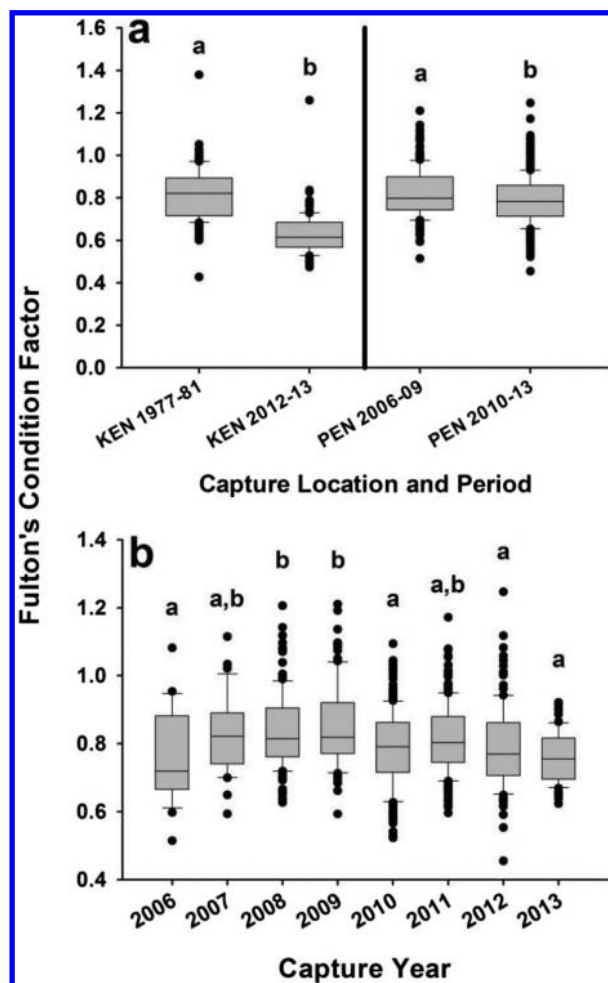 Fulton's Condition Factor
a
1.6
1.4
1.2
1.0
0.8
0.6
0.4
0.2
0.0
a
b
a
b
KEN 1977-81
KEN 2012-13
PEN 2006-09
PEN 2010-13
Capture Location and Period
b
1.4
1.2
1.0
0.8
0.6
0.4
a
a,b
b
b
a
a,b
a
a
2006
2007
2008
2009
2010
2011
2012
2013
Capture Year